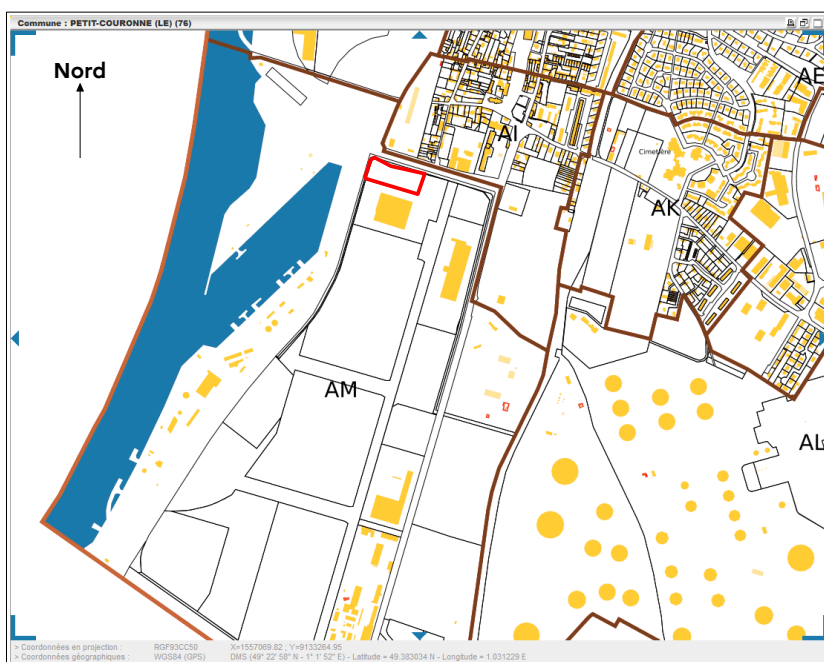 Commune : PETIT-COURONNE (LE) (76)
Nord
AE
AI
Cimetière
AK
AM
AL
> Coordonnées en projection : RGF93CC50 X=1557069.82 ; Y=9133264.95
> Coordonnées géographiques : WGS84 (GPS) DMS (49° 22' 58" N - 1° 1' 52" E) - Latitude = 49.383034 N - Longitude = 1.031229 E